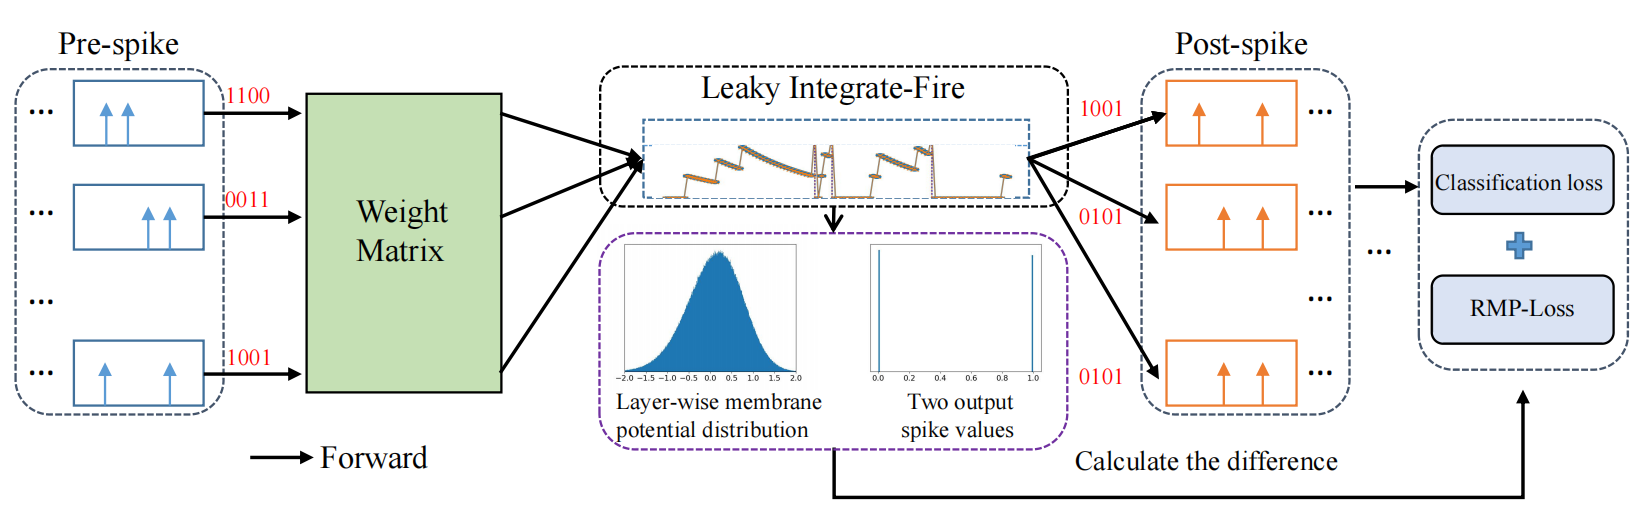 Pre-spike
...
1100
...
0011
...
...
1001
Weight
Matrix
Forward
Leaky Integrate-Fire
-2.0 -1.5 -1.0 -0.5 0.0 0.5 1.0 1.5 2.0
Layer-wise membrane
potential distribution
0.0 0.2 0.4 0.6 0.8 1.0
Two output
spike values
Post-spike
1001
...
0101
...
...
0101
...
...
Classification loss
RMP-Loss
Calculate the difference